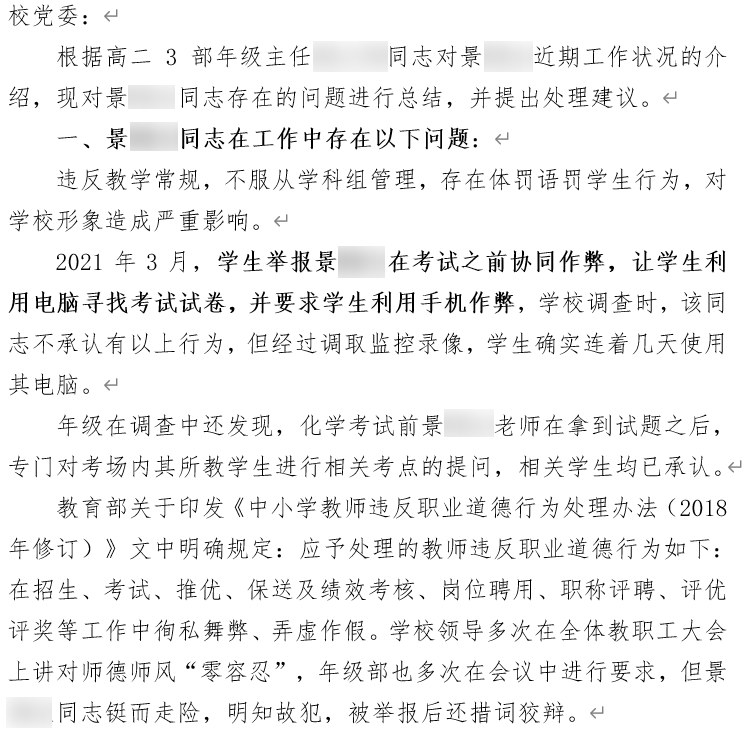 校党委：
根据高二 3 部年级主任同志对景近期工作状况的介
绍，现对景同志存在的问题进行总结，并提出处理建议。
一、景同志在工作中存在以下问题：
违反教学常规，不服从学科组管理，存在体罚语罚学生行为，对
学校形象造成严重影响。
2021 年 3 月，学生举报景在考试之前协同作弊，让学生利
用电脑寻找考试试卷，并要求学生利用手机作弊，学校调查时，该同
志不承认有以上行为，但经过调取监控录像，学生确实连着几天使用
其电脑。
年级在调查中还发现，化学考试前景老师在拿到试题之后，
专门对考场内其所教学生进行相关考点的提问，相关学生均已承认。
教育部关于印发《中小学教师违反职业道德行为处理办法（2018
年修订）》文中明确规定：应予处理的教师违反职业道德行为如下：
在招生、考试、推优、保送及绩效考核、岗位聘用、职称评聘、评优
评奖等工作中徇私舞弊、弄虚作假。学校领导多次在全体教职工大会
上讲对师德师风“零容忍”，年级部也多次在会议中进行要求，但景
同志铤而走险，明知故犯，被举报后还措词狡辩。